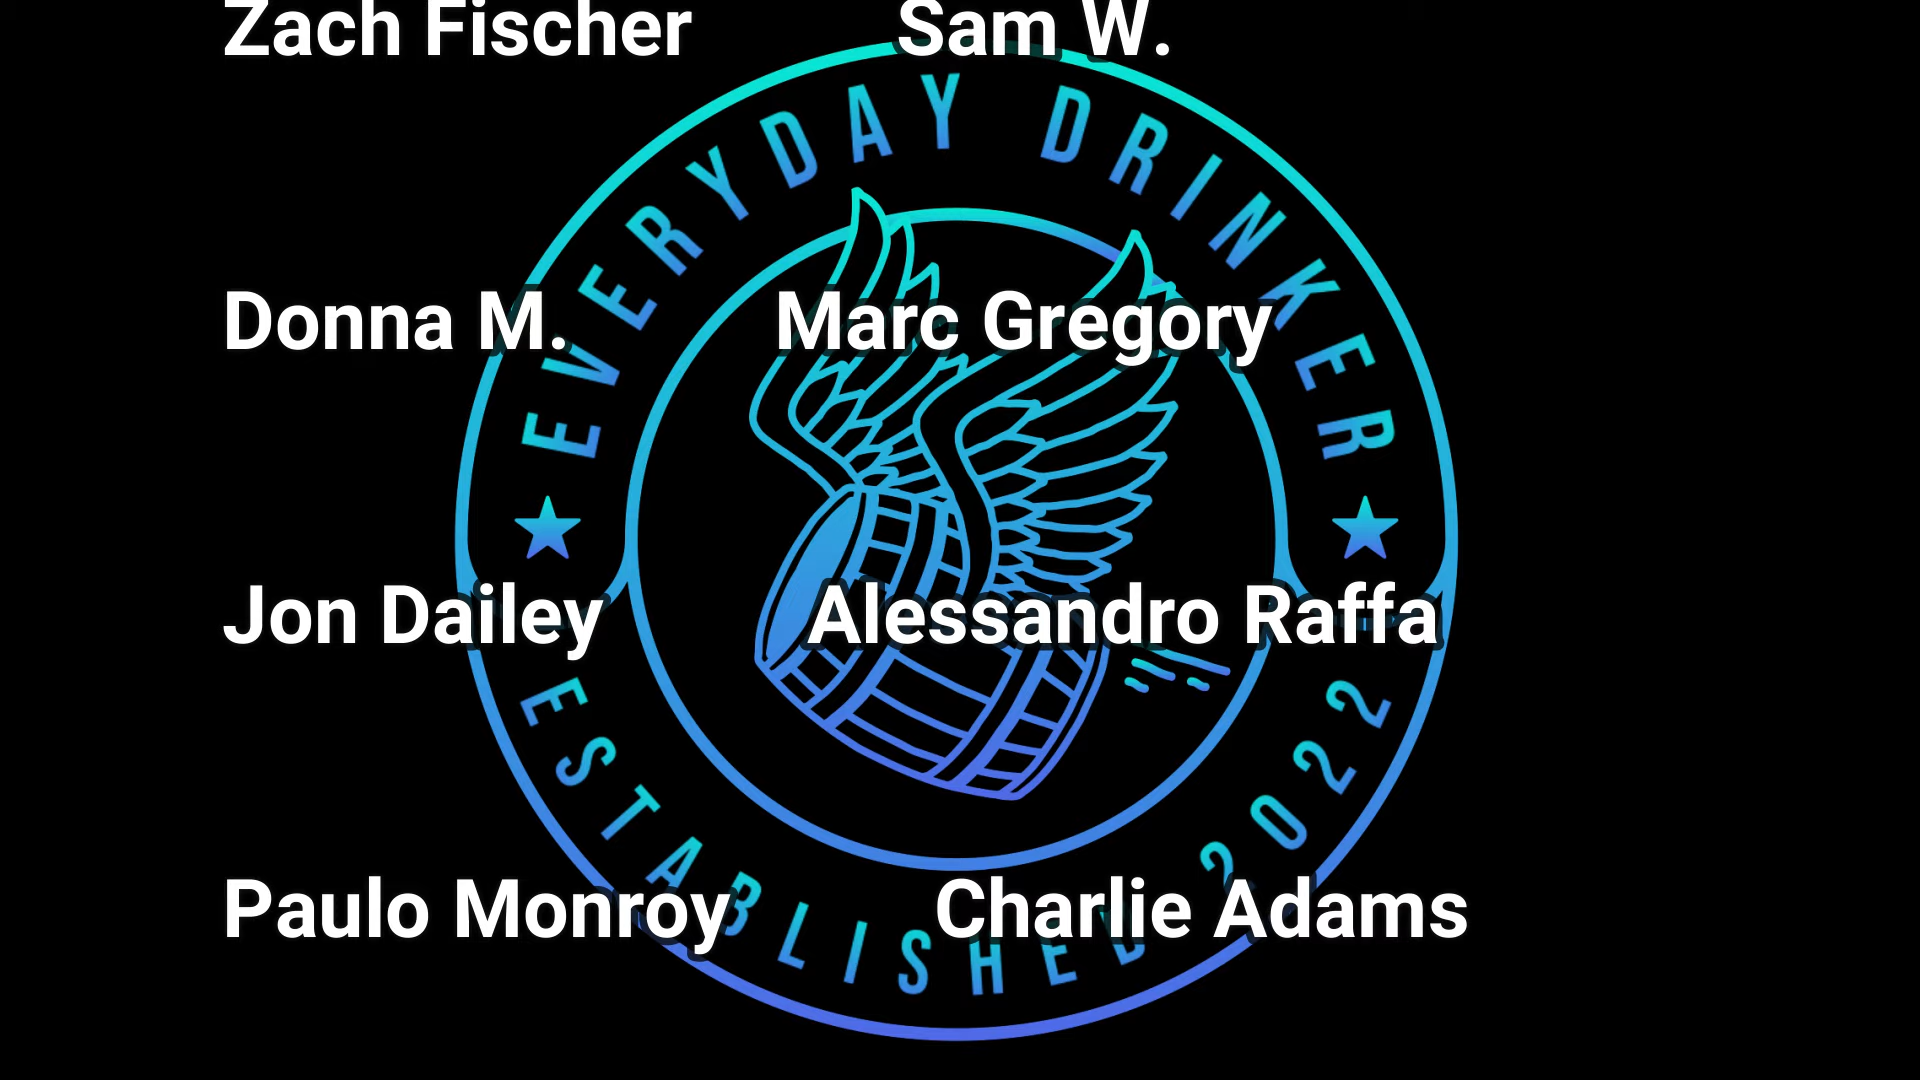 Zach Fischer Sam W.
EVERYDAY DRINKER
Donna M. Marc Gregory
Jon Dailey Alessandro Raffa
Paulo Monroy Charlie Adams
ESTABLISHED 2022